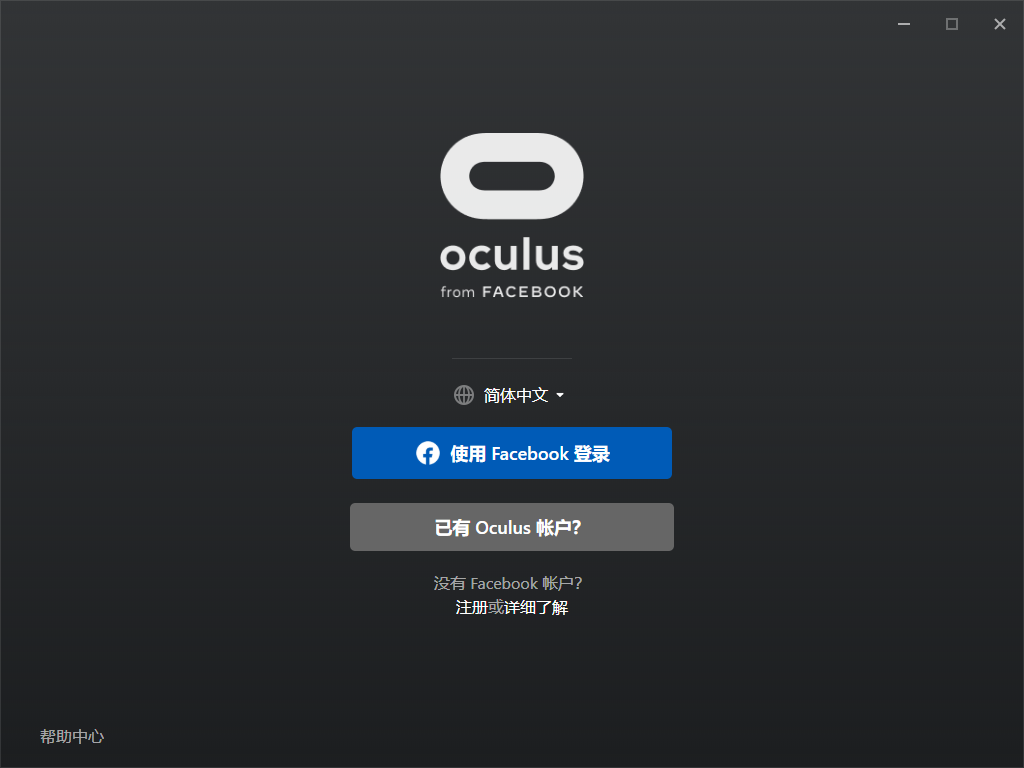 oculus
from FACEBOOK
简体中文
使用 Facebook 登录
已有 Oculus 帐户?
没有 Facebook 帐户?
注册或详细了解
帮助中心